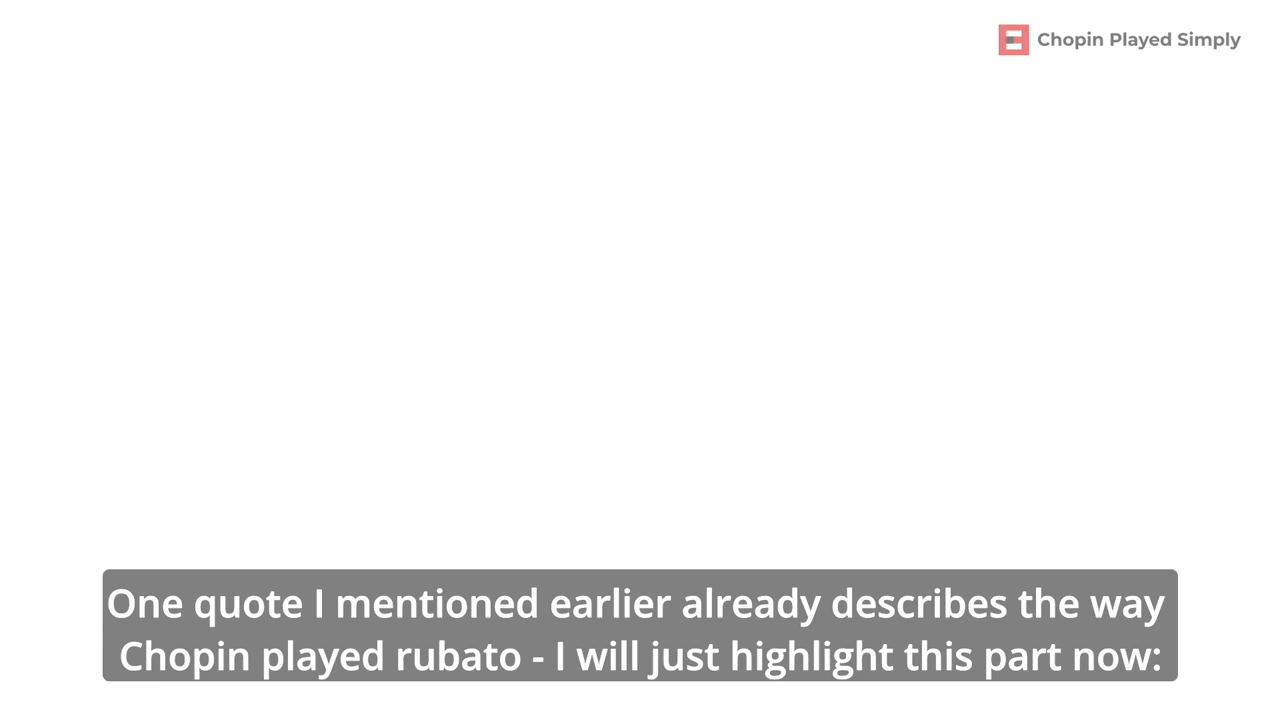 Chopin Played Simply
One quote I mentioned earlier already describes the way
Chopin played rubato - I will just highlight this part now: